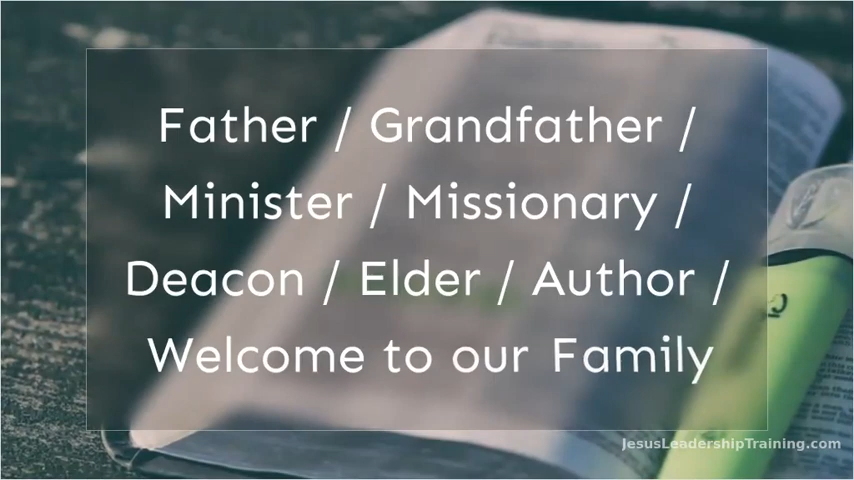 Father / Grandfather /
Minister / Missionary /
Deacon / Elder / Author /
Welcome to our Family
JesusLeadershipTraining.com